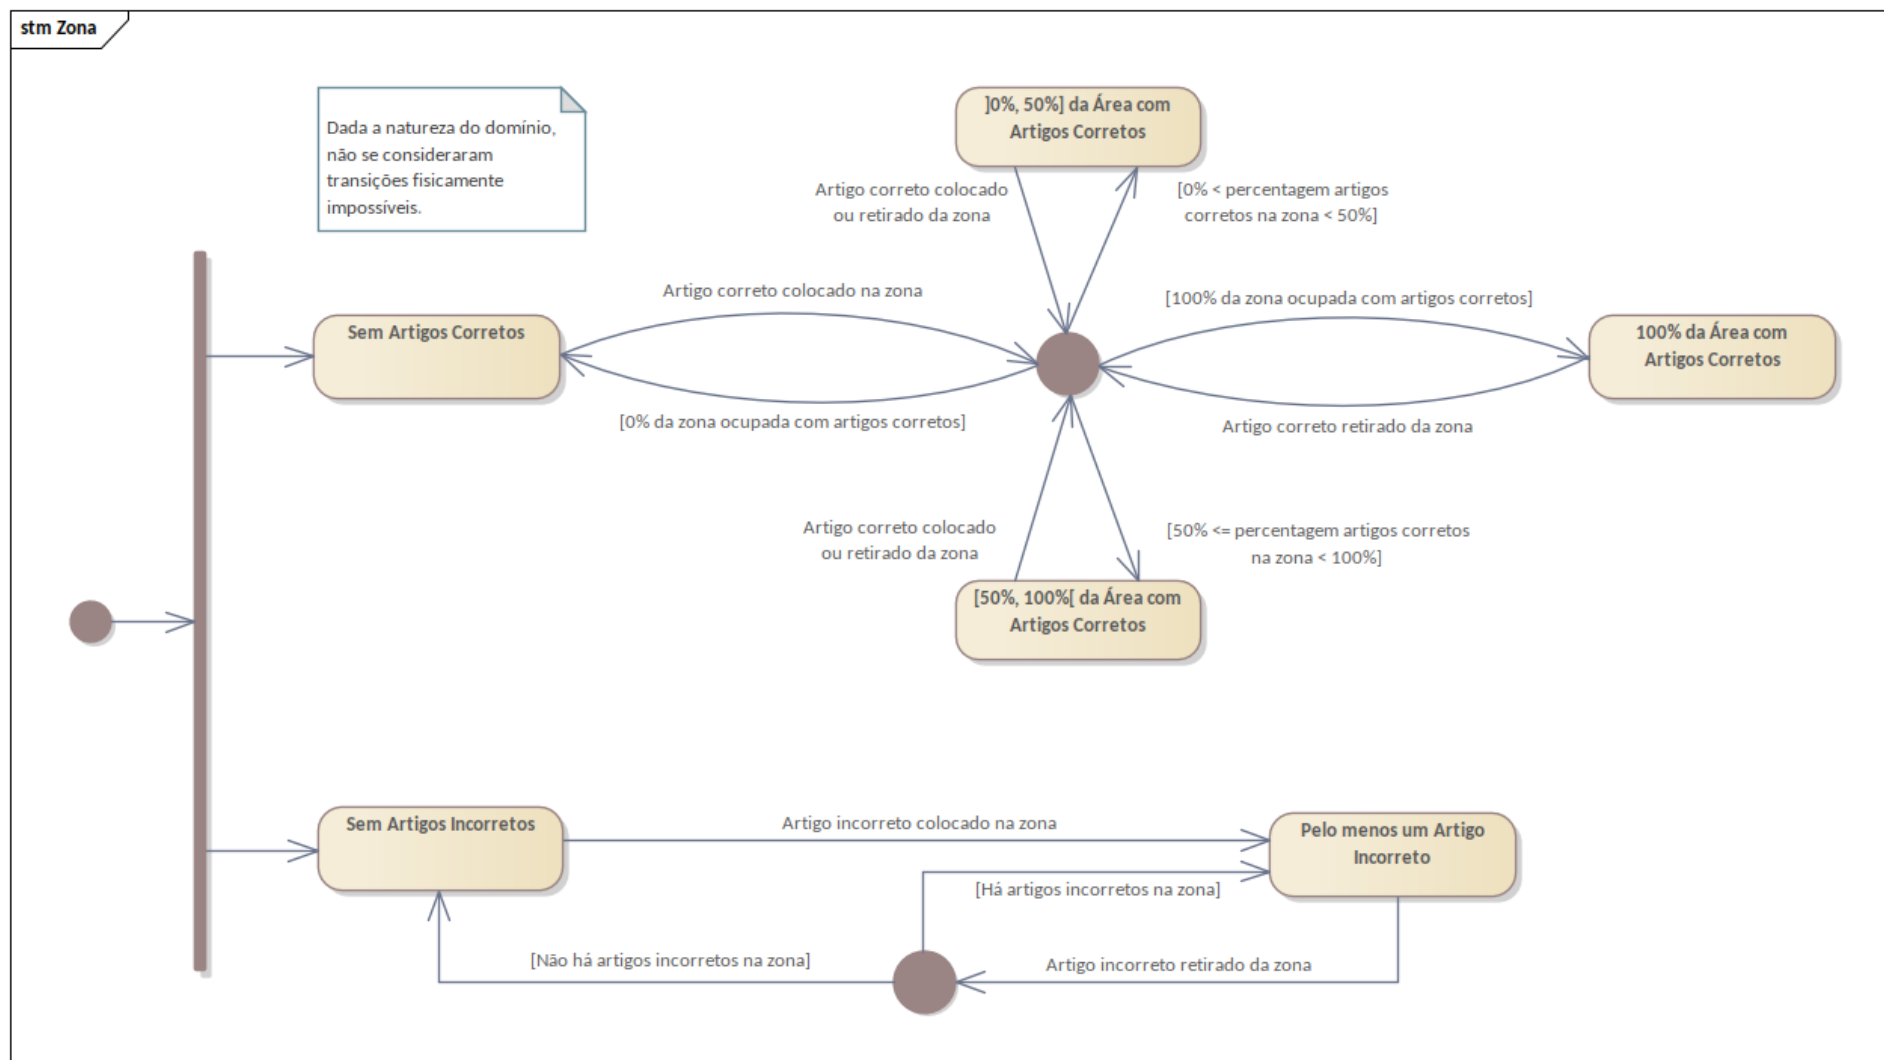 stm Zona
Dada a natureza do domínio,
não se consideraram
transições fisicamente
impossíveis.
]0%, 50%] da Área com
Artigos Corretos
Artigo correto colocado
ou retirado da zona
[0% < percentagem artigos
corretos na zona < 50%]
Artigo correto colocado na zona
[100% da zona ocupada com artigos corretos]
Sem Artigos Corretos
100% da Área com
Artigos Corretos
[0% da zona ocupada com artigos corretos]
Artigo correto retirado da zona
Artigo correto colocado
ou retirado da zona
[50% <= percentagem artigos corretos
na zona < 100%]
[50%, 100%[ da Área com
Artigos Corretos
Sem Artigos Incorretos
Artigo incorreto colocado na zona
Pelo menos um Artigo
Incorreto
[Há artigos incorretos na zona]
[Não há artigos incorretos na zona]
Artigo incorreto retirado da zona